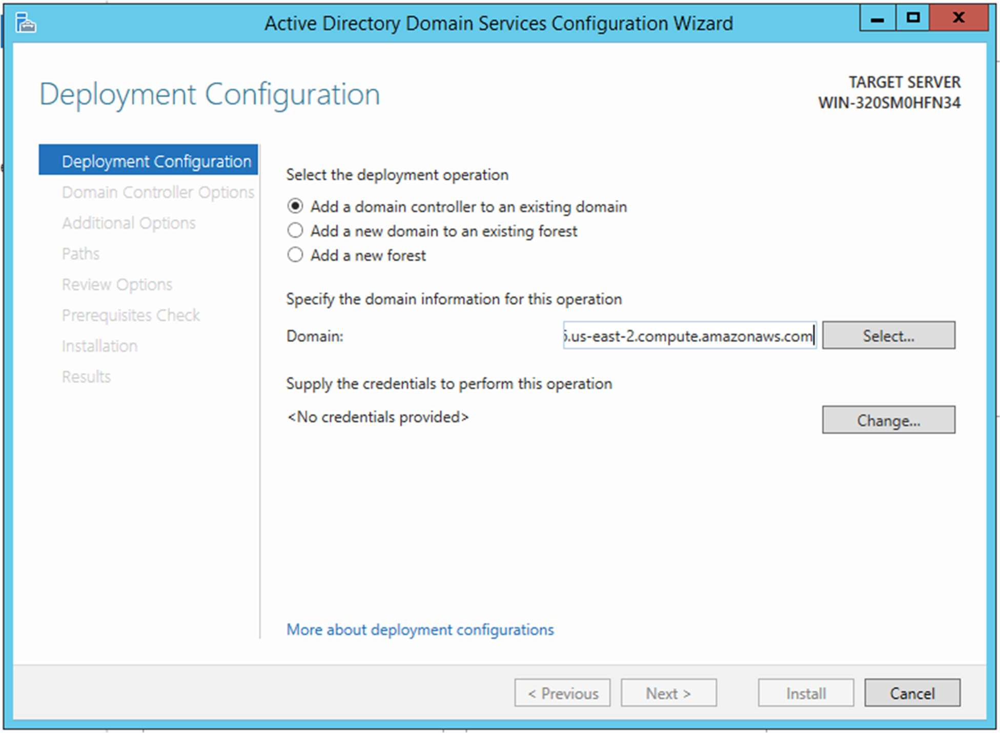 Active Directory Domain Services Configuration Wizard
Deployment Configuration
TARGET SERVER
WIN-320SM0HFN34
Deployment Configuration
Domain Controller Options
Additional Options
Paths
Review Options
Prerequisites Check
Installation
Results
Select the deployment operation
Add a domain controller to an existing domain
Add a new domain to an existing forest
Add a new forest
Specify the domain information for this operation
Domain:
.us-east-2.compute.amazonaws.com
Select...
Supply the credentials to perform this operation
<No credentials provided>
Change...
More about deployment configurations
< Previous
Next >
Install
Cancel